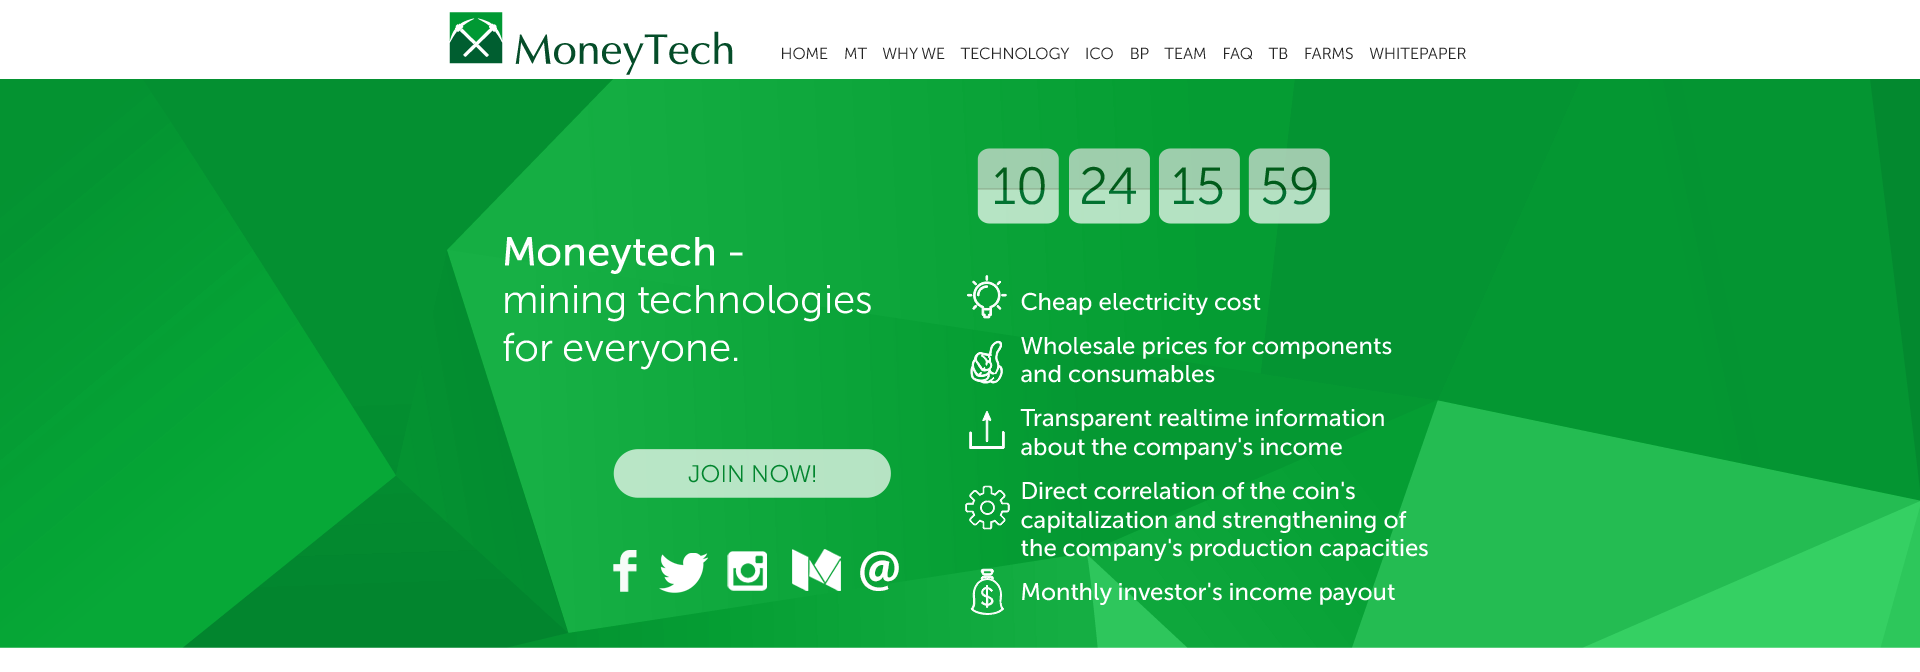 MoneyTech
HOME MT WHY WE TECHNOLOGY ICO BP TEAM FAQ TB FARMS WHITEPAPER
10 24 15 59
Moneytech -
mining technologies
for everyone.
JOIN NOW!
Cheap electricity cost
Wholesale prices for components
and consumables
Transparent realtime information
about the company's income
Direct correlation of the coin's
capitalization and strengthening of
the company's production capacities
Monthly investor's income payout